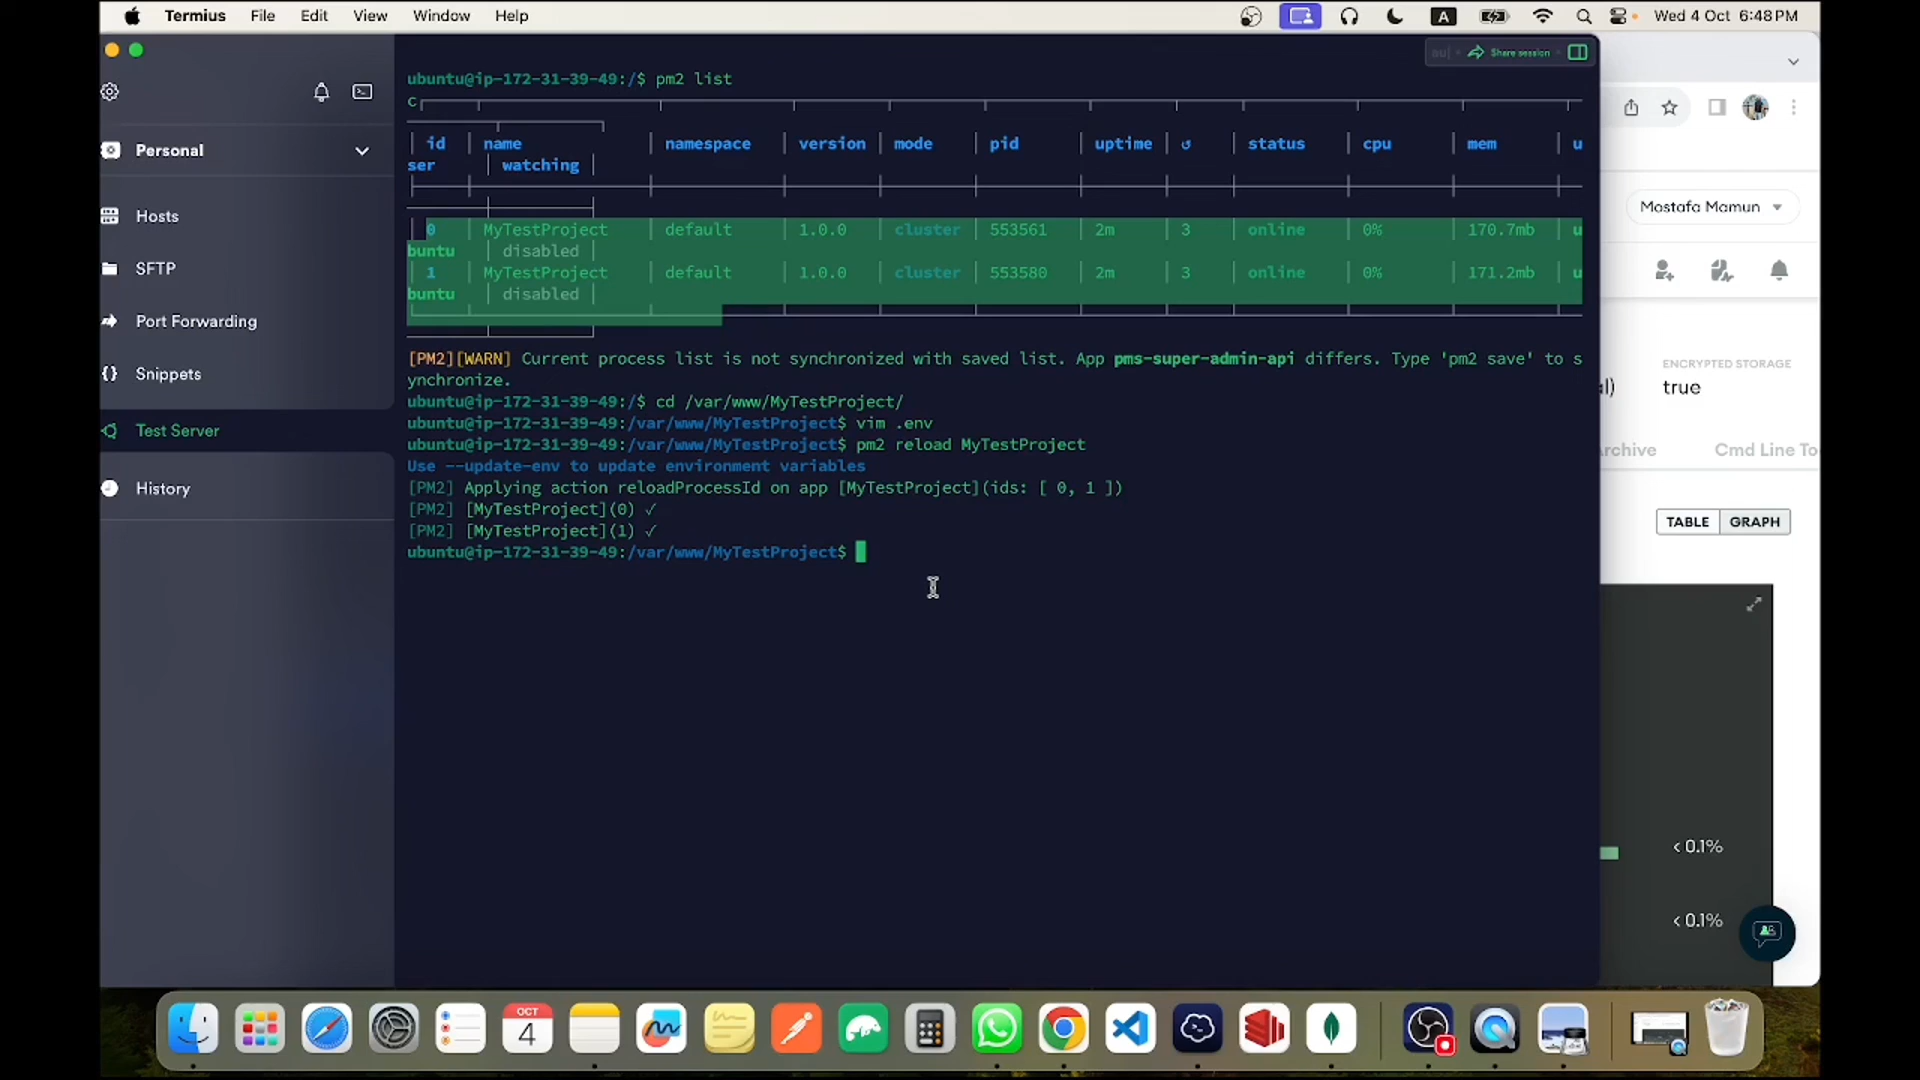 Termius File Edit View Window Help
A Wed 4 Oct 6:48 PM
Share session
Personal
Hosts
SFTP
Port Forwarding
Snippets
Test Server
History
ubuntu@ip-172-31-39-49:/$ pm2 list
│ id │ name │ namespace │ version │ mode │ pid │ uptime │ ↺ │ status │ cpu │ mem │ u
ser │ watching │
│ 0 │ MyTestProject │ default │ 1.0.0 │ cluster │ 553561 │ 2m │ 3 │ online │ 0% │ 170.7mb │ u
buntu │ disabled │
│ 1 │ MyTestProject │ default │ 1.0.0 │ cluster │ 553580 │ 2m │ 3 │ online │ 0% │ 171.2mb │ u
buntu │ disabled │
[PM2][WARN] Current process list is not synchronized with saved list. App pms-super-admin-api differs. Type 'pm2 save' to s
ynchronize.
ubuntu@ip-172-31-39-49:/$ cd /var/www/MyTestProject/
ubuntu@ip-172-31-39-49:/var/www/MyTestProject$ vim .env
ubuntu@ip-172-31-39-49:/var/www/MyTestProject$ pm2 reload MyTestProject
Use --update-env to update environment variables
[PM2] Applying action reloadProcessId on app [MyTestProject](ids: [ 0, 1 ])
[PM2] [MyTestProject](0) ✓
[PM2] [MyTestProject](1) ✓
ubuntu@ip-172-31-39-49:/var/www/MyTestProject$
Mostafa Mamun
ENCRYPTED STORAGE
true
Cmd Line To
TABLE GRAPH
< 0.1%
< 0.1%
OCT
4